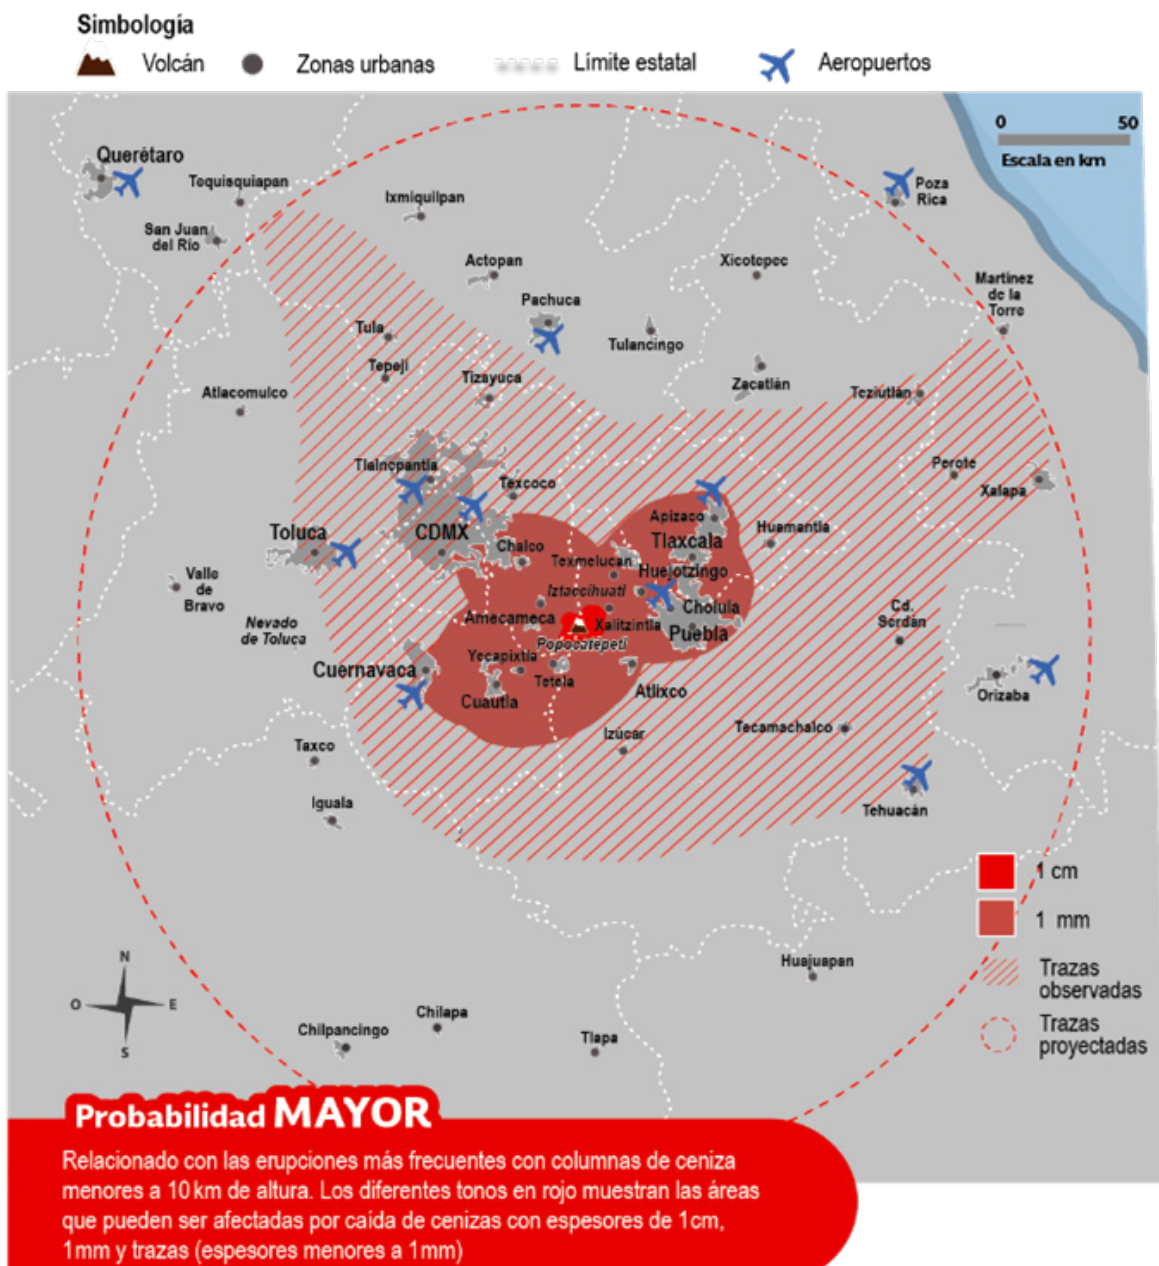 Simbología
Volcán
Zonas urbanas
Límite estatal
Aeropuertos
0 50
Escala en km
Querétaro
Tequisquiapan
San Juan
del Río
Ixmiquilpan
Poza
Rica
Actopan
Xicotepec
Martínez
de la
Torre
Pachuca
Tula
Tulancingo
Tepeji
Tizayuca
Zacatlán
Teziutlán
Atlacomulco
Tlalnepantla
Texcoco
Perote
Xalapa
Apizaco
Huamantla
Toluca
CDMX
Chalco
Tlaxcala
Texmelucan
Huejotzingo
Valle
de
Bravo
Iztaccíhuatl
Cholula
Cd.
Serdán
Nevado
de Toluca
Amecameca
Xalitzintla
Puebla
Popocatépetl
Cuernavaca
Yecapixtla
Tetela
Atlixco
Orizaba
Cuautla
Tecamachalco
Izúcar
Taxco
Iguala
Tehuacán
1 cm
1 mm
Huajuapan
Trazas
observadas
N
O E
S
Chilapa
Chilpancingo
Tlapa
Trazas
proyectadas
Probabilidad MAYOR
Relacionado con las erupciones más frecuentes con columnas de ceniza
menores a 10 km de altura. Los diferentes tonos en rojo muestran las áreas
que pueden ser afectadas por caída de cenizas con espesores de 1cm,
1mm y trazas (espesores menores a 1mm)